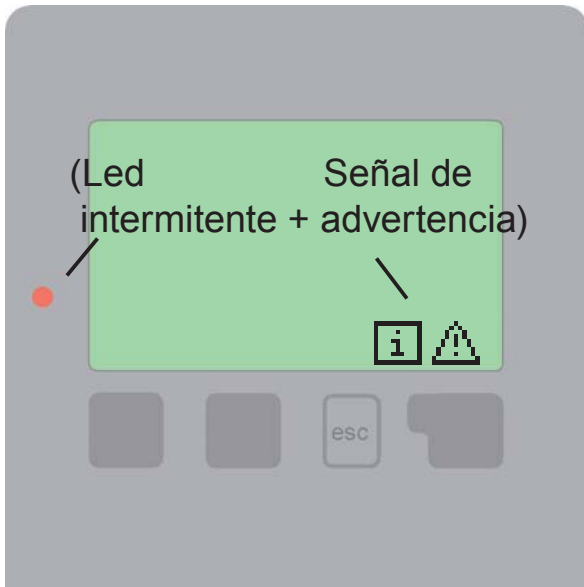 (Led Señal de
intermitente + advertencia)
i
esc